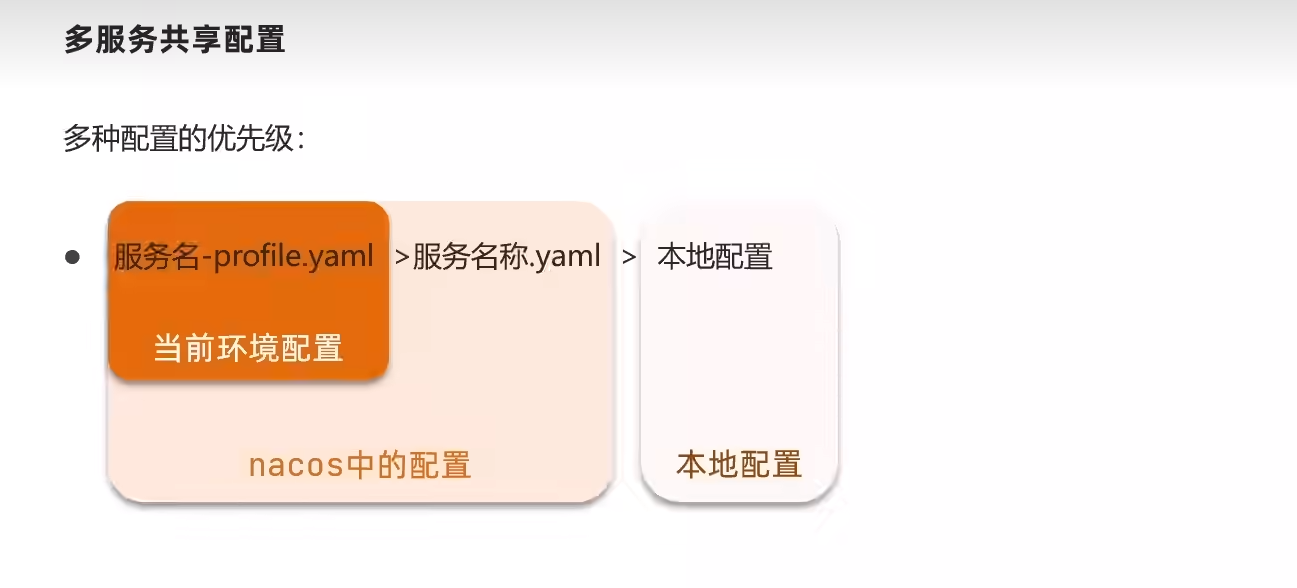 多服务共享配置
多种配置的优先级：
● 服务名-profile.yaml >服务名称.yaml > 本地配置
当前环境配置
nacos中的配置 本地配置